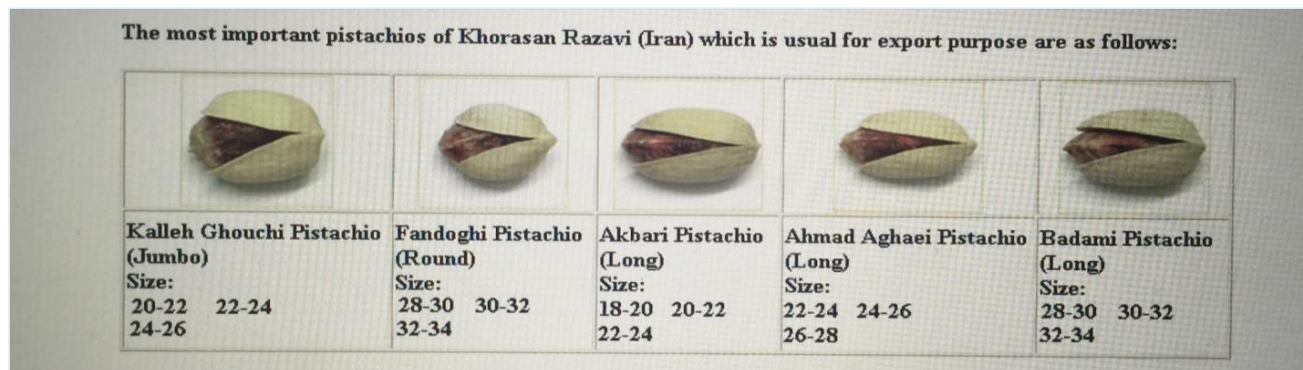 The most important pistachios of Khorasan Razavi (Iran) which is usual for export purpose are as follows:
Kalleh Ghouchi Pistachio
(Jumbo)
Size:
20-22 22-24
24-26
Fandoghi Pistachio
(Round)
Size:
28-30 30-32
32-34
Akbari Pistachio
(Long)
Size:
18-20 20-22
22-24
Ahmad Aghaei Pistachio
(Long)
Size:
22-24 24-26
26-28
Badami Pistachio
(Long)
Size:
28-30 30-32
32-34